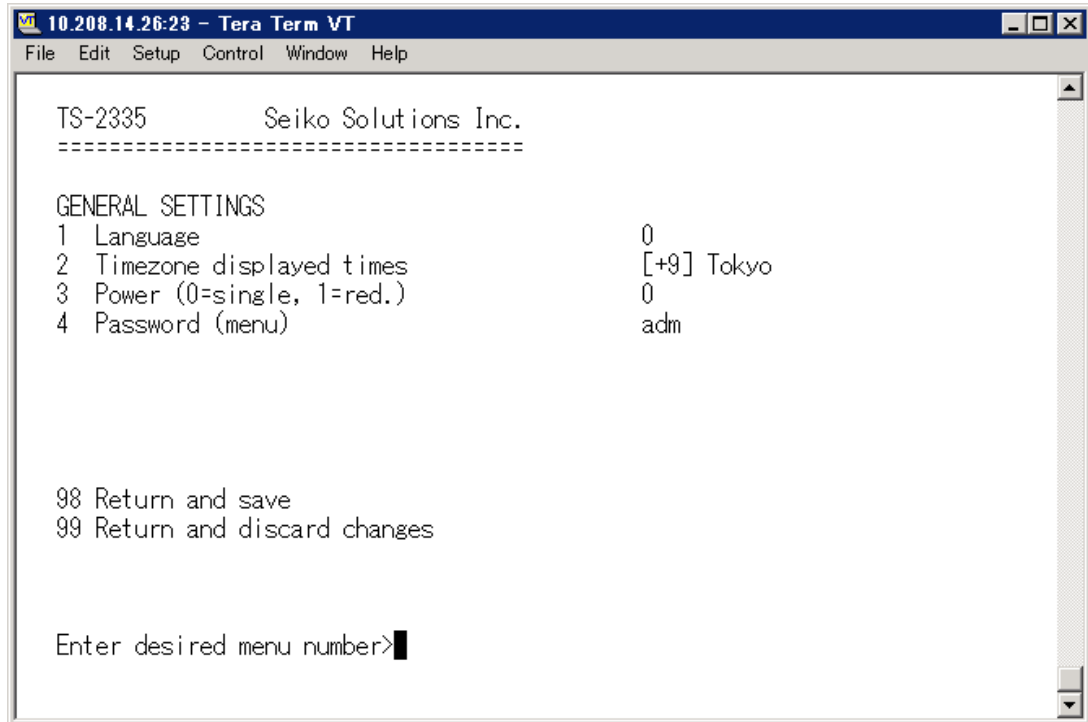 10.208.14.26:23 - Tera Term VT
File Edit Setup Control Window Help
TS-2335 Seiko Solutions Inc.
====================================
GENERAL SETTINGS
1 Language 0
2 Timezone displayed times [+9] Tokyo
3 Power (0=single, 1=red.) 0
4 Password (menu) adm
98 Return and save
99 Return and discard changes
Enter desired menu number>